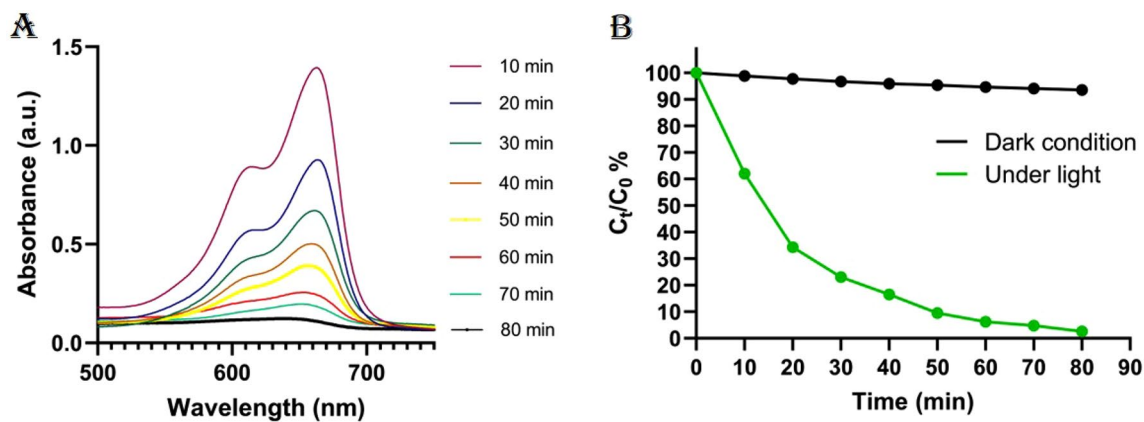 A
Absorbance (a.u.)
1.5
1.0
0.5
0.0
500
600
700
Wavelength (nm)
10 min
20 min
30 min
40 min
50 min
60 min
70 min
80 min
B
Ct/C0 %
100
90
80
70
60
50
40
30
20
10
0
0
10
20
30
40
50
60
70
80
90
Time (min)
Dark condition
Under light